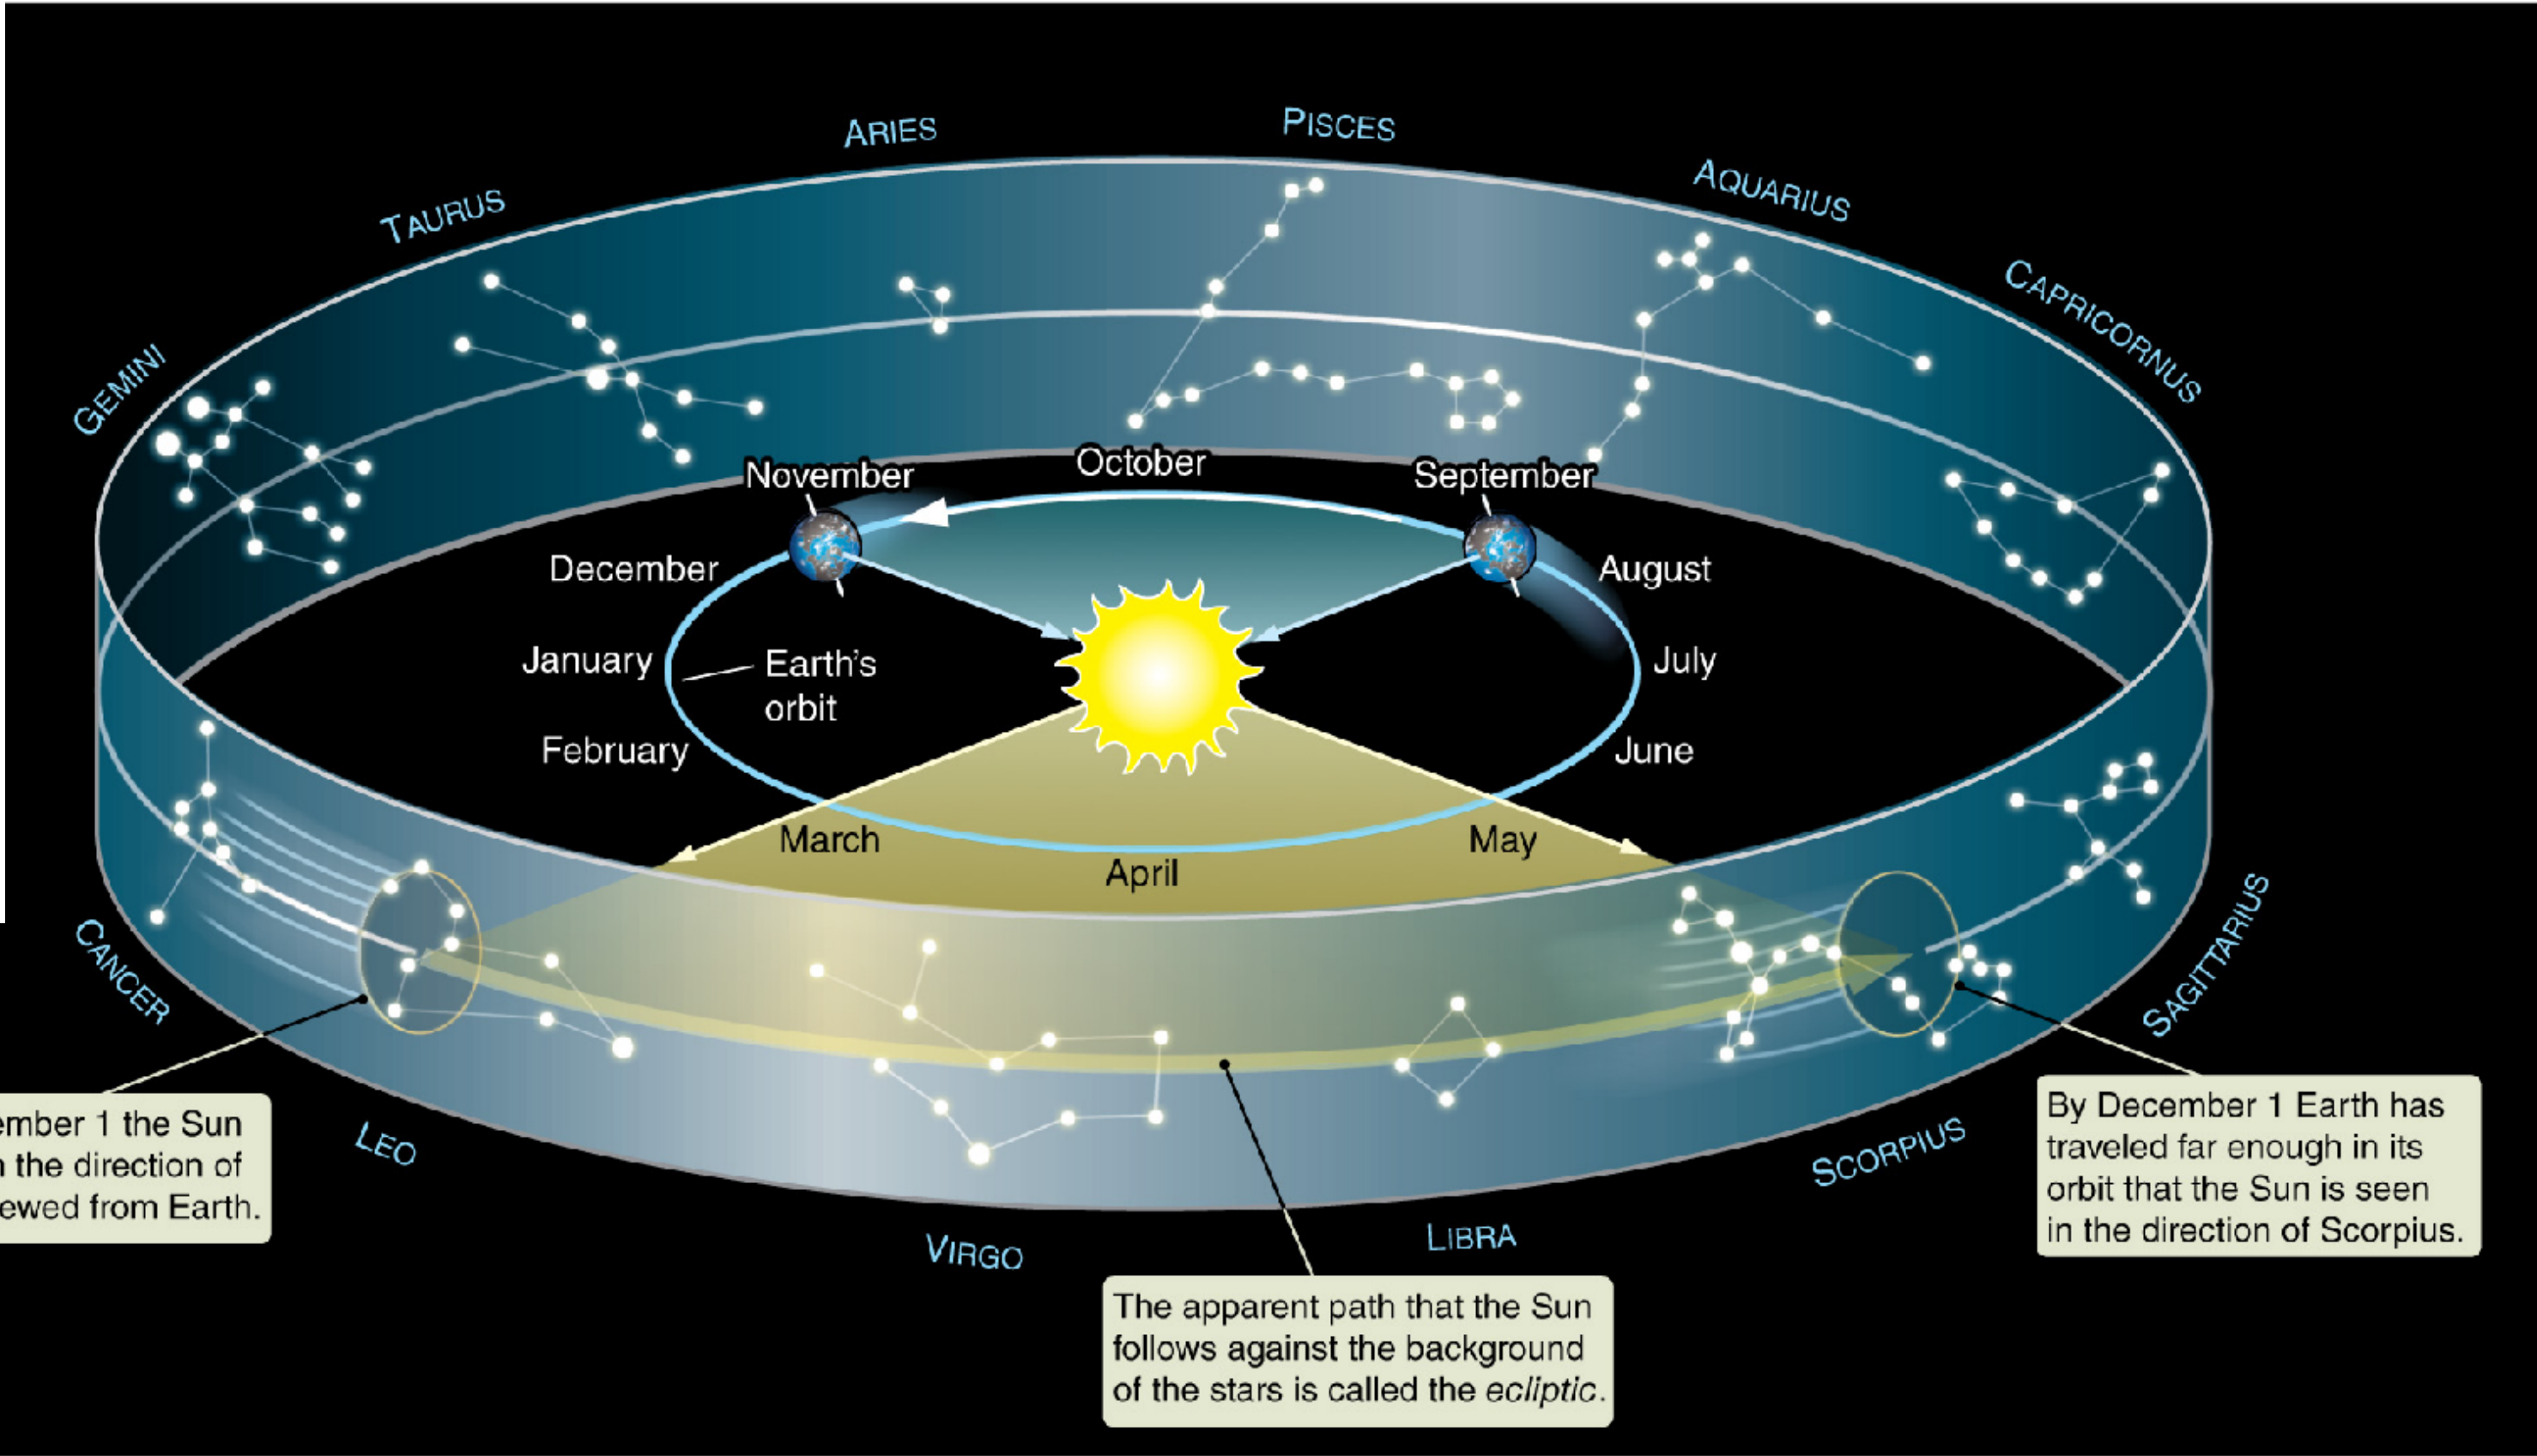 PISCES
ARIES
AQUARIUS
TAURUS
CAPRICORNUS
GEMINI
November
October
September
December
August
January
Earth's
orbit
July
February
June
March
April
May
CANCER
SAGITTARIUS
LEO
SCORPIUS
VIRGO
LIBRA
ember 1 the Sun
the direction of
ewed from Earth.
By December 1 Earth has
traveled far enough in its
orbit that the Sun is seen
in the direction of Scorpius.
The apparent path that the Sun
follows against the background
of the stars is called the ecliptic.